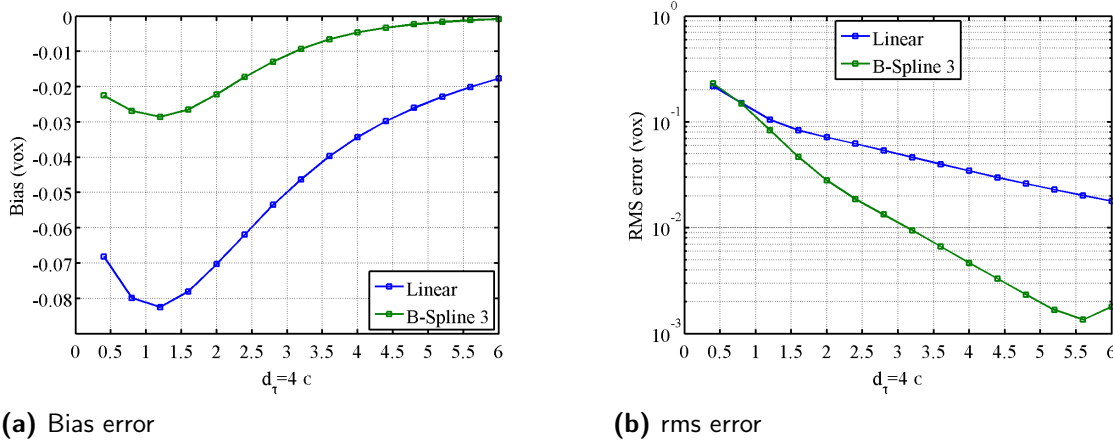 0
-0.01
-0.02
-0.03
-0.04
-0.05
-0.06
-0.07
-0.08
Bias (vox)
Linear
B-Spline 3
0 0.5 1 1.5 2 2.5 3 3.5 4 4.5 5 5.5 6
d_τ=4 c
(a) Bias error
10^0
10^-1
10^-2
10^-3
RMS error (vox)
Linear
B-Spline 3
0 0.5 1 1.5 2 2.5 3 3.5 4 4.5 5 5.5 6
d_τ=4 c
(b) rms error